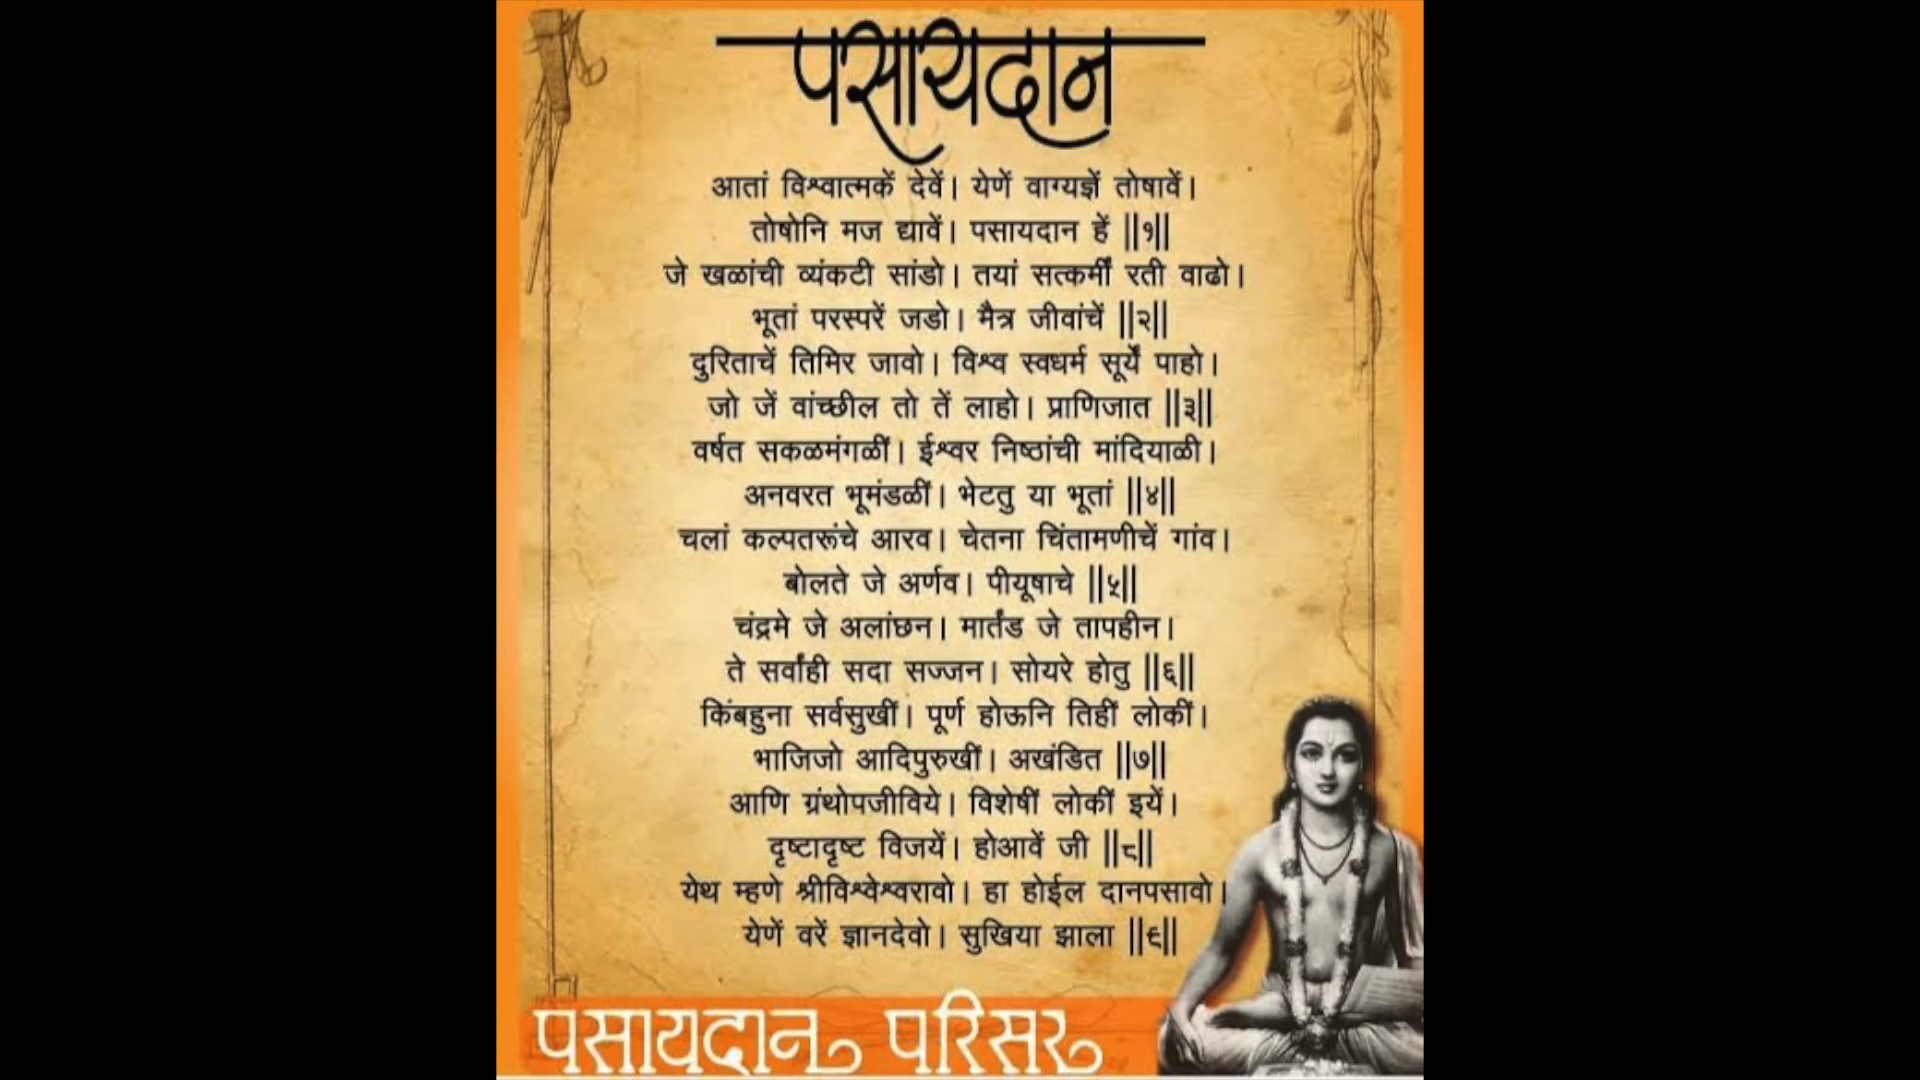 पसायदान
आतां विश्वात्मकें देवें। येणें वाग्यज्ञें तोषावें।
तोषोनि मज द्यावें। पसायदान हें ||१||
जे खळांची व्यंकटी सांडो। तयां सत्कर्मीं रती वाढो।
भूतां परस्परें जडो। मैत्र जीवांचें ||२||
दुरिताचें तिमिर जावो। विश्व स्वधर्म सूर्यें पाहो।
जो जें वांच्छील तो तें लाहो। प्राणिजात ||३||
वर्षत सकळमंगळीं। ईश्वर निष्ठांची मांदियाळी।
अनवरत भूमंडळीं। भेटतु या भूतां ||४||
चलां कल्पतरूंचे आरव। चेतना चिंतामणीचें गांव।
बोलते जे अर्णव। पीयूषाचे ||५||
चंद्रमे जे अलांछन। मार्तंड जे तापहीन।
ते सर्वांही सदा सज्जन। सोयरे होतु ||६||
किंबहुना सर्वसुखीं। पूर्ण होऊनि तिहीं लोकीं।
भाजिजो आदिपुरुखीं। अखंडित ||७||
आणि ग्रंथोपजीविये। विशेषीं लोकीं इयें।
दृष्टादृष्ट विजयें। होआवें जी ||८||
येथ म्हणे श्रीविश्वेश्वरावो। हा होईल दानपसावो।
येणें वरें ज्ञानदेवो। सुखिया झाला ||९||
पसायदान परिसर